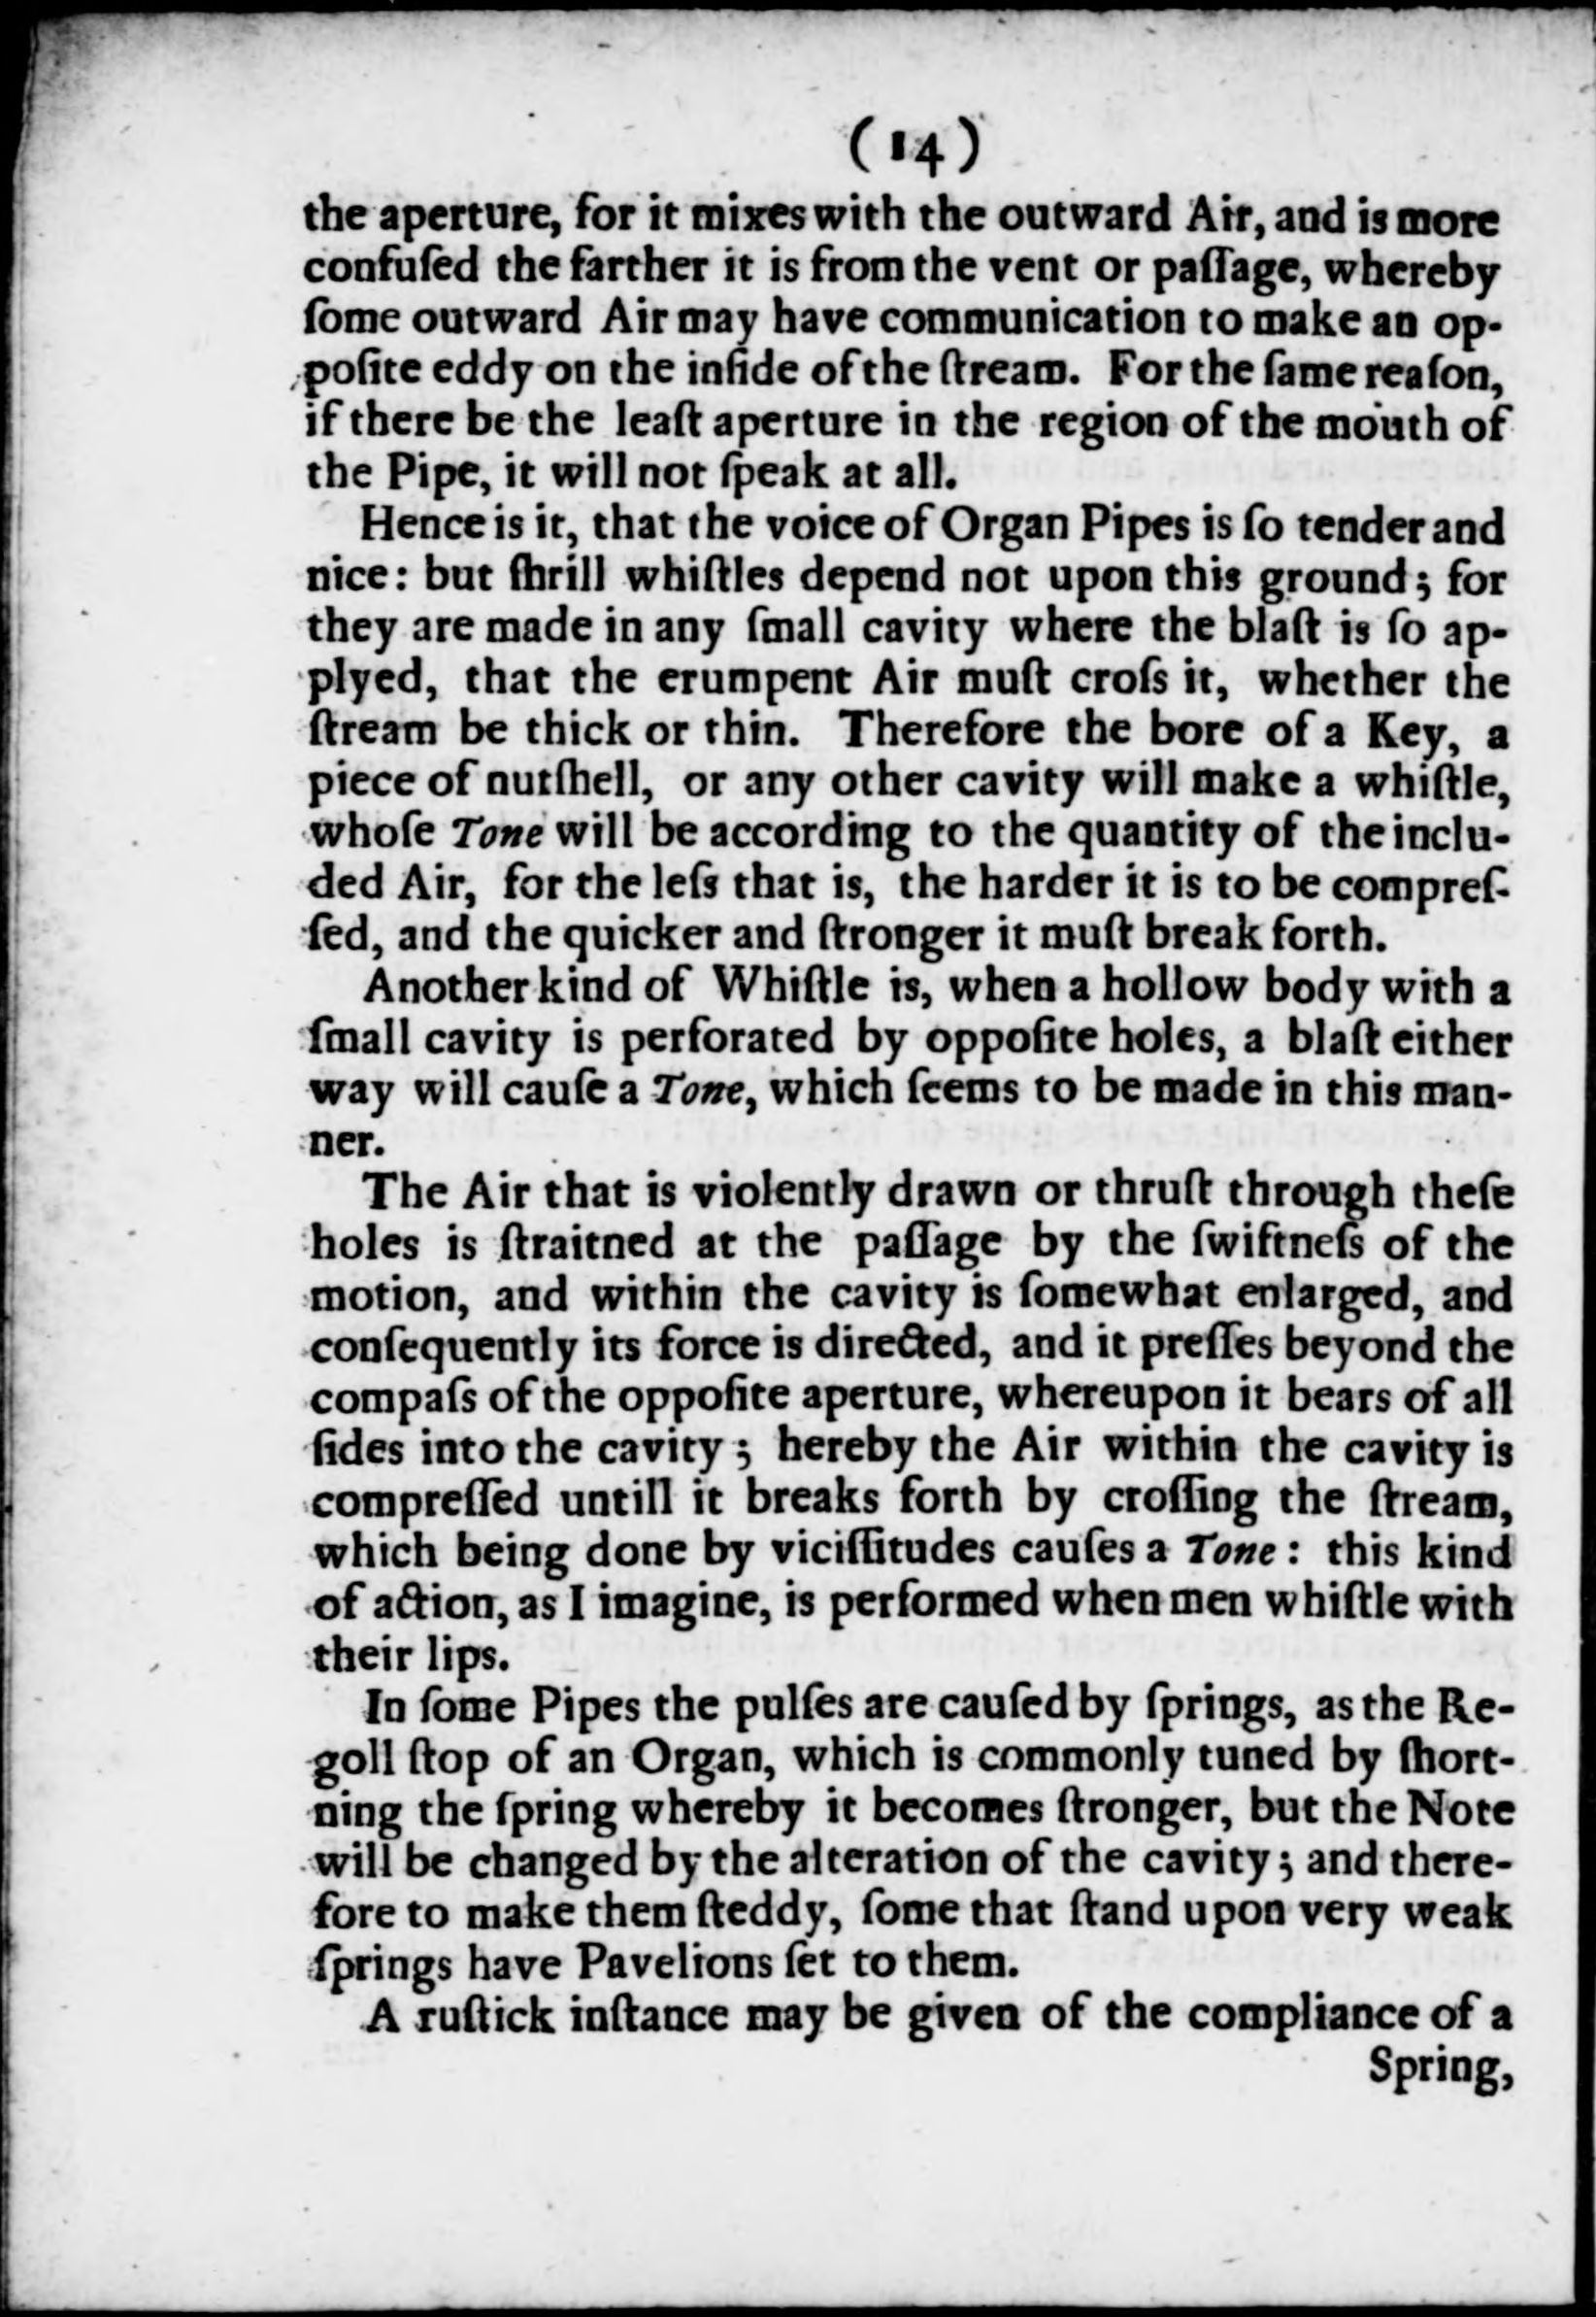 (14)
the aperture, for it mixes with the outward Air, and is more
confuſed the farther it is from the vent or paſſage, whereby
ſome outward Air may have communication to make an op-
poſite eddy on the inſide of the ſtream. For the ſame reaſon,
if there be the leaſt aperture in the region of the mouth of
the Pipe, it will not ſpeak at all.
Hence is it, that the voice of Organ Pipes is ſo tender and
nice: but ſhrill whiſtles depend not upon this ground; for
they are made in any ſmall cavity where the blaſt is ſo ap-
plyed, that the erumpent Air muſt croſs it, whether the
ſtream be thick or thin. Therefore the bore of a Key, a
piece of nutſhell, or any other cavity will make a whiſtle,
whoſe Tone will be according to the quantity of the inclu-
ded Air, for the leſs that is, the harder it is to be compreſ-
ſed, and the quicker and ſtronger it muſt break forth.
Another kind of Whiſtle is, when a hollow body with a
ſmall cavity is perforated by oppoſite holes, a blaſt either
way will cauſe a Tone, which ſeems to be made in this man-
ner.
The Air that is violently drawn or thruſt through theſe
holes is ſtraitned at the paſſage by the ſwiftneſs of the
motion, and within the cavity is ſomewhat enlarged, and
conſequently its force is directed, and it preſſes beyond the
compaſs of the oppoſite aperture, whereupon it bears of all
ſides into the cavity; hereby the Air within the cavity is
compreſſed untill it breaks forth by croſſing the ſtream,
which being done by viciſſitudes cauſes a Tone: this kind
of action, as I imagine, is performed when men whiſtle with
their lips.
In ſome Pipes the pulſes are cauſed by ſprings, as the Re-
goll ſtop of an Organ, which is commonly tuned by ſhort-
ning the ſpring whereby it becomes ſtronger, but the Note
will be changed by the alteration of the cavity; and there-
fore to make them ſteddy, ſome that ſtand upon very weak
ſprings have Pavelions ſet to them.
A ruſtick inſtance may be given of the compliance of a
Spring,